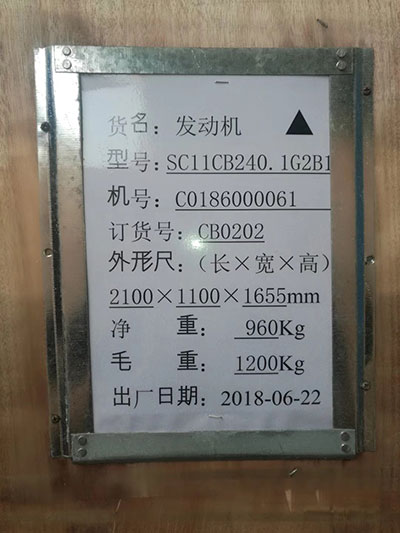 货名：发动机 ▲
型号：SC11CB240.1G2B1
机号：C0186000061
订货号：CB0202
外形尺：（长×宽×高）
2100×1100×1655mm
净 重： 960Kg
毛 重： 1200Kg
出厂日期：2018-06-22